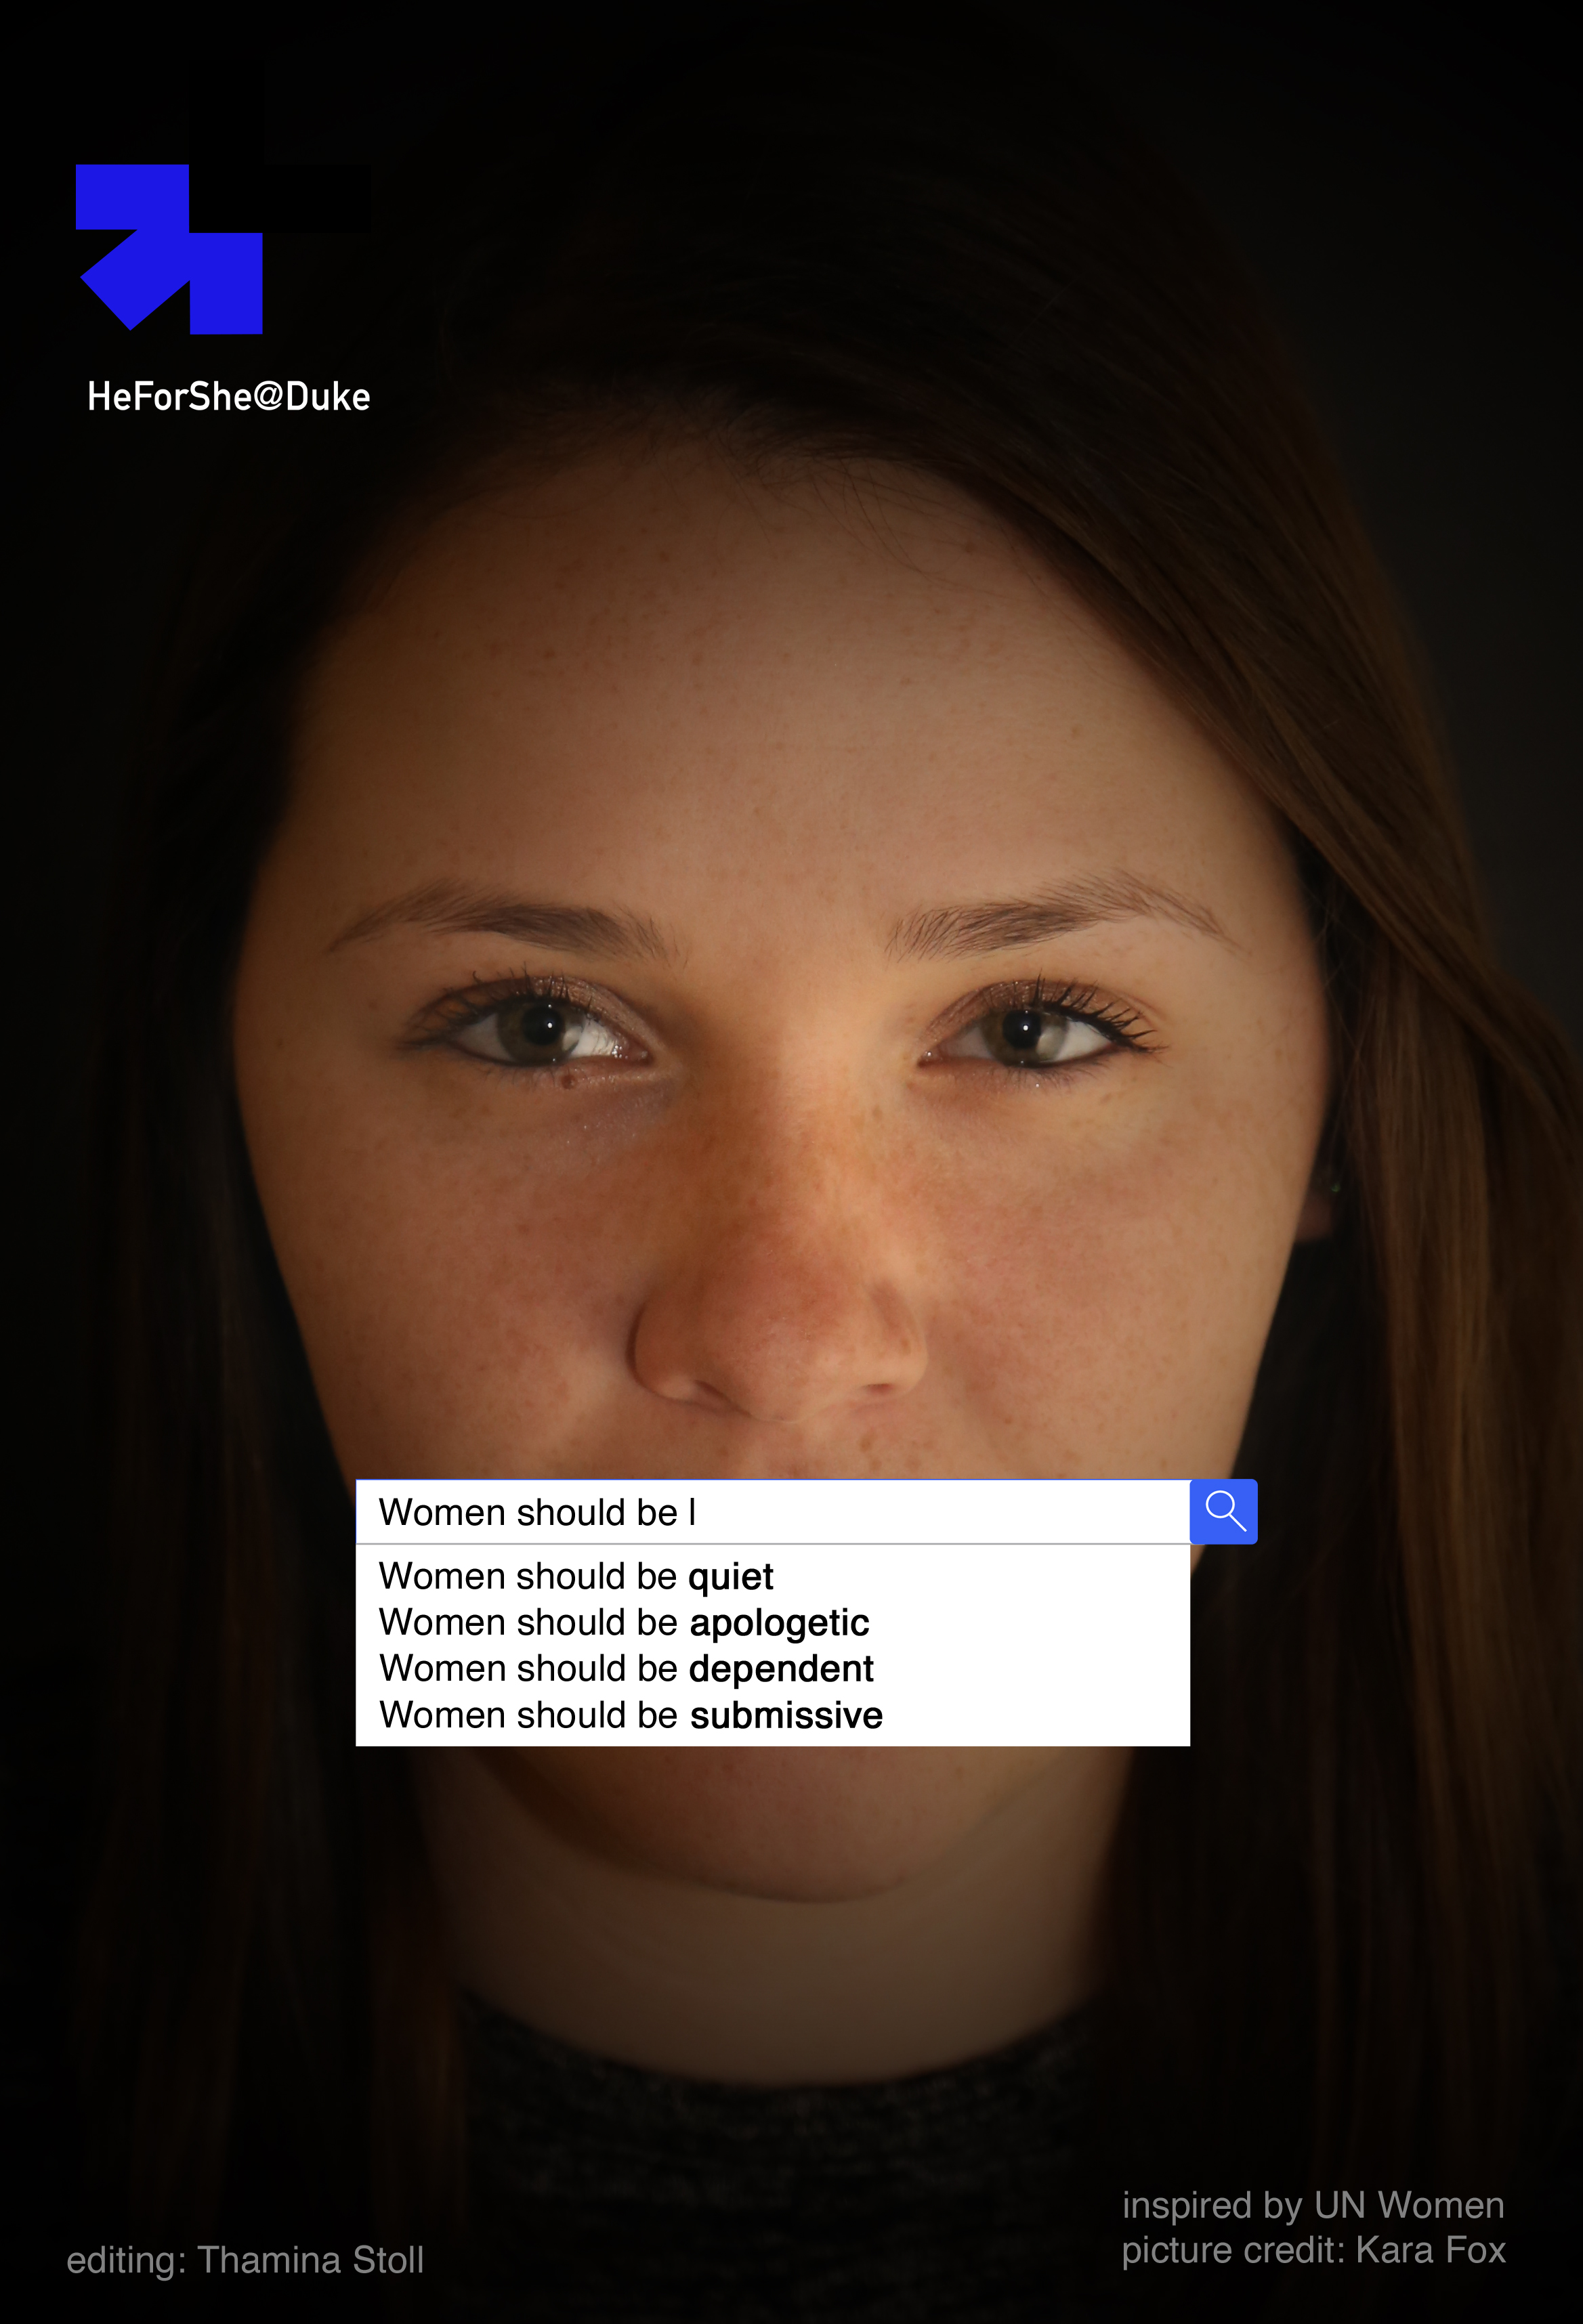 HeForShe@Duke
Women should be |
Women should be quiet
Women should be apologetic
Women should be dependent
Women should be submissive
inspired by UN Women
picture credit: Kara Fox
editing: Thamina Stoll